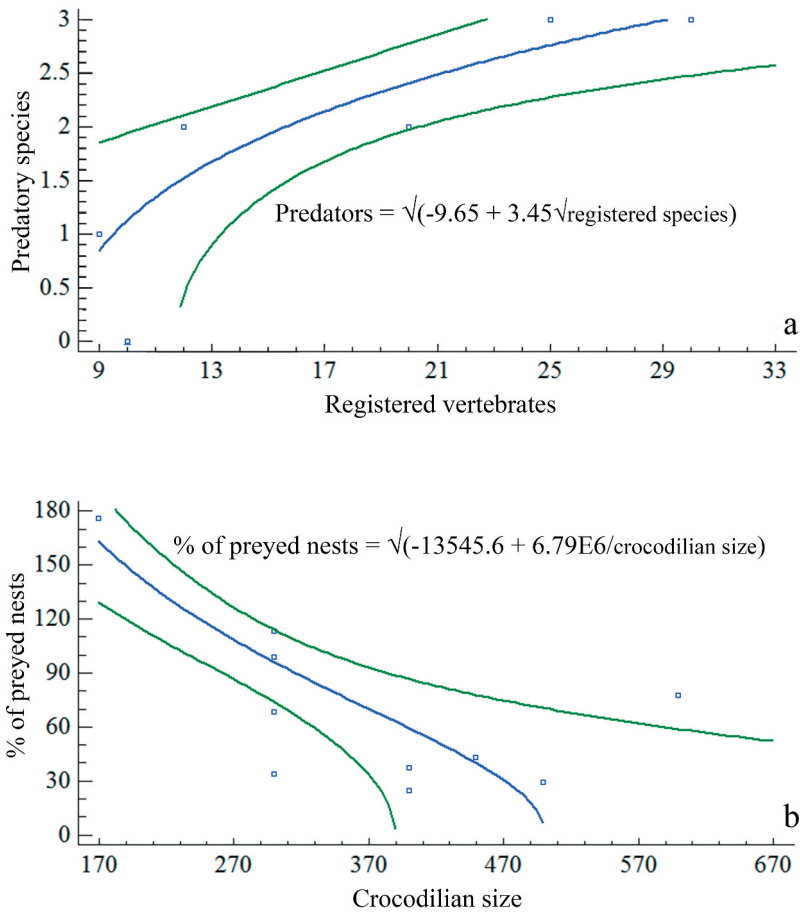 3
2.5
2
1.5
1
0.5
0
Predatory species
Predators = √(-9.65 + 3.45√registered species)
a
9 13 17 21 25 29 33
Registered vertebrates
180
150
120
90
60
30
0
% of preyed nests
% of preyed nests = √(-13545.6 + 6.79E6/crocodilian size)
b
170 270 370 470 570 670
Crocodilian size